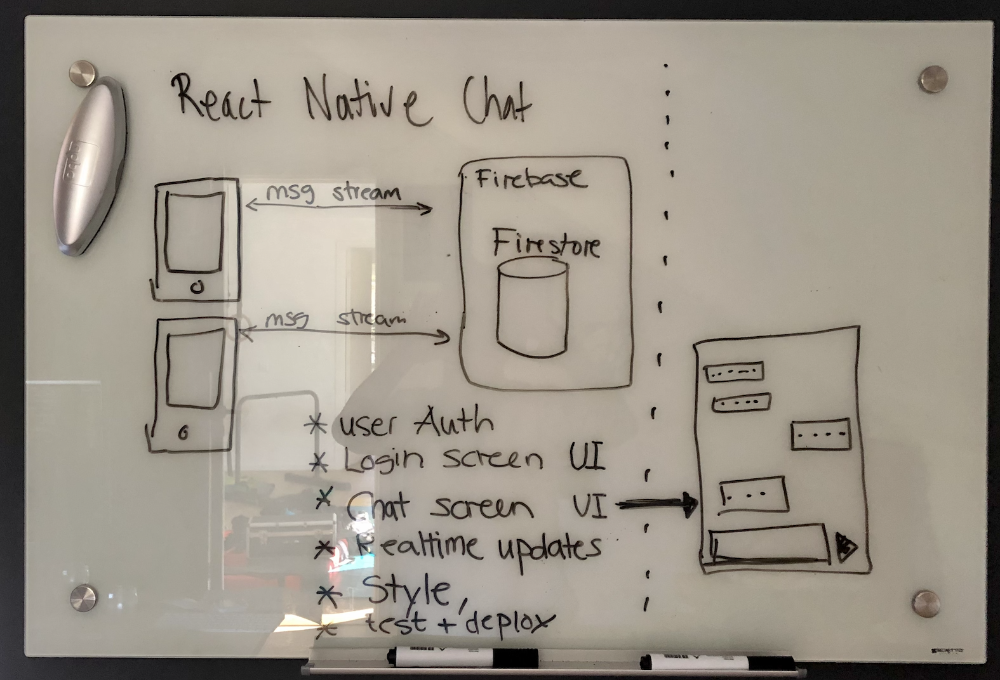 React Native Chat
msg stream
Firebase
Firestore
msg stream
* user Auth
* Login screen UI
* Chat screen UI
* Realtime updates
* Style,
* test + deploy